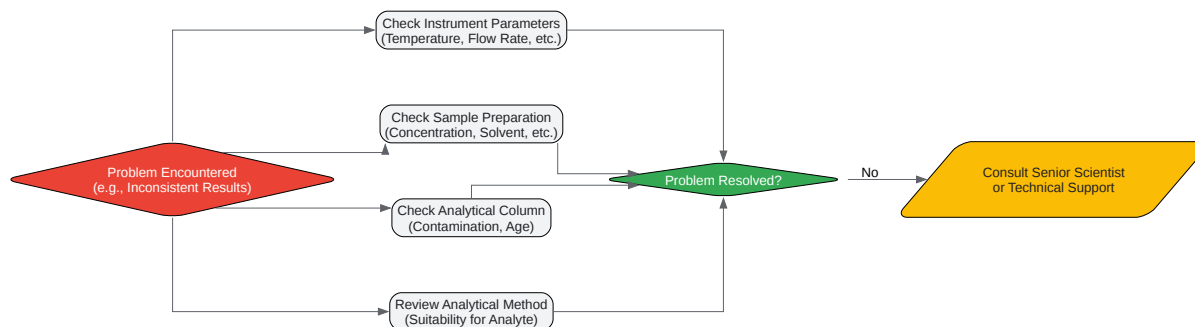 Check Instrument Parameters
(Temperature, Flow Rate, etc.)
Check Sample Preparation
(Concentration, Solvent, etc.)
Problem Encountered
(e.g., Inconsistent Results)
Problem Resolved?
No
Consult Senior Scientist
or Technical Support
Check Analytical Column
(Contamination, Age)
Review Analytical Method
(Suitability for Analyte)